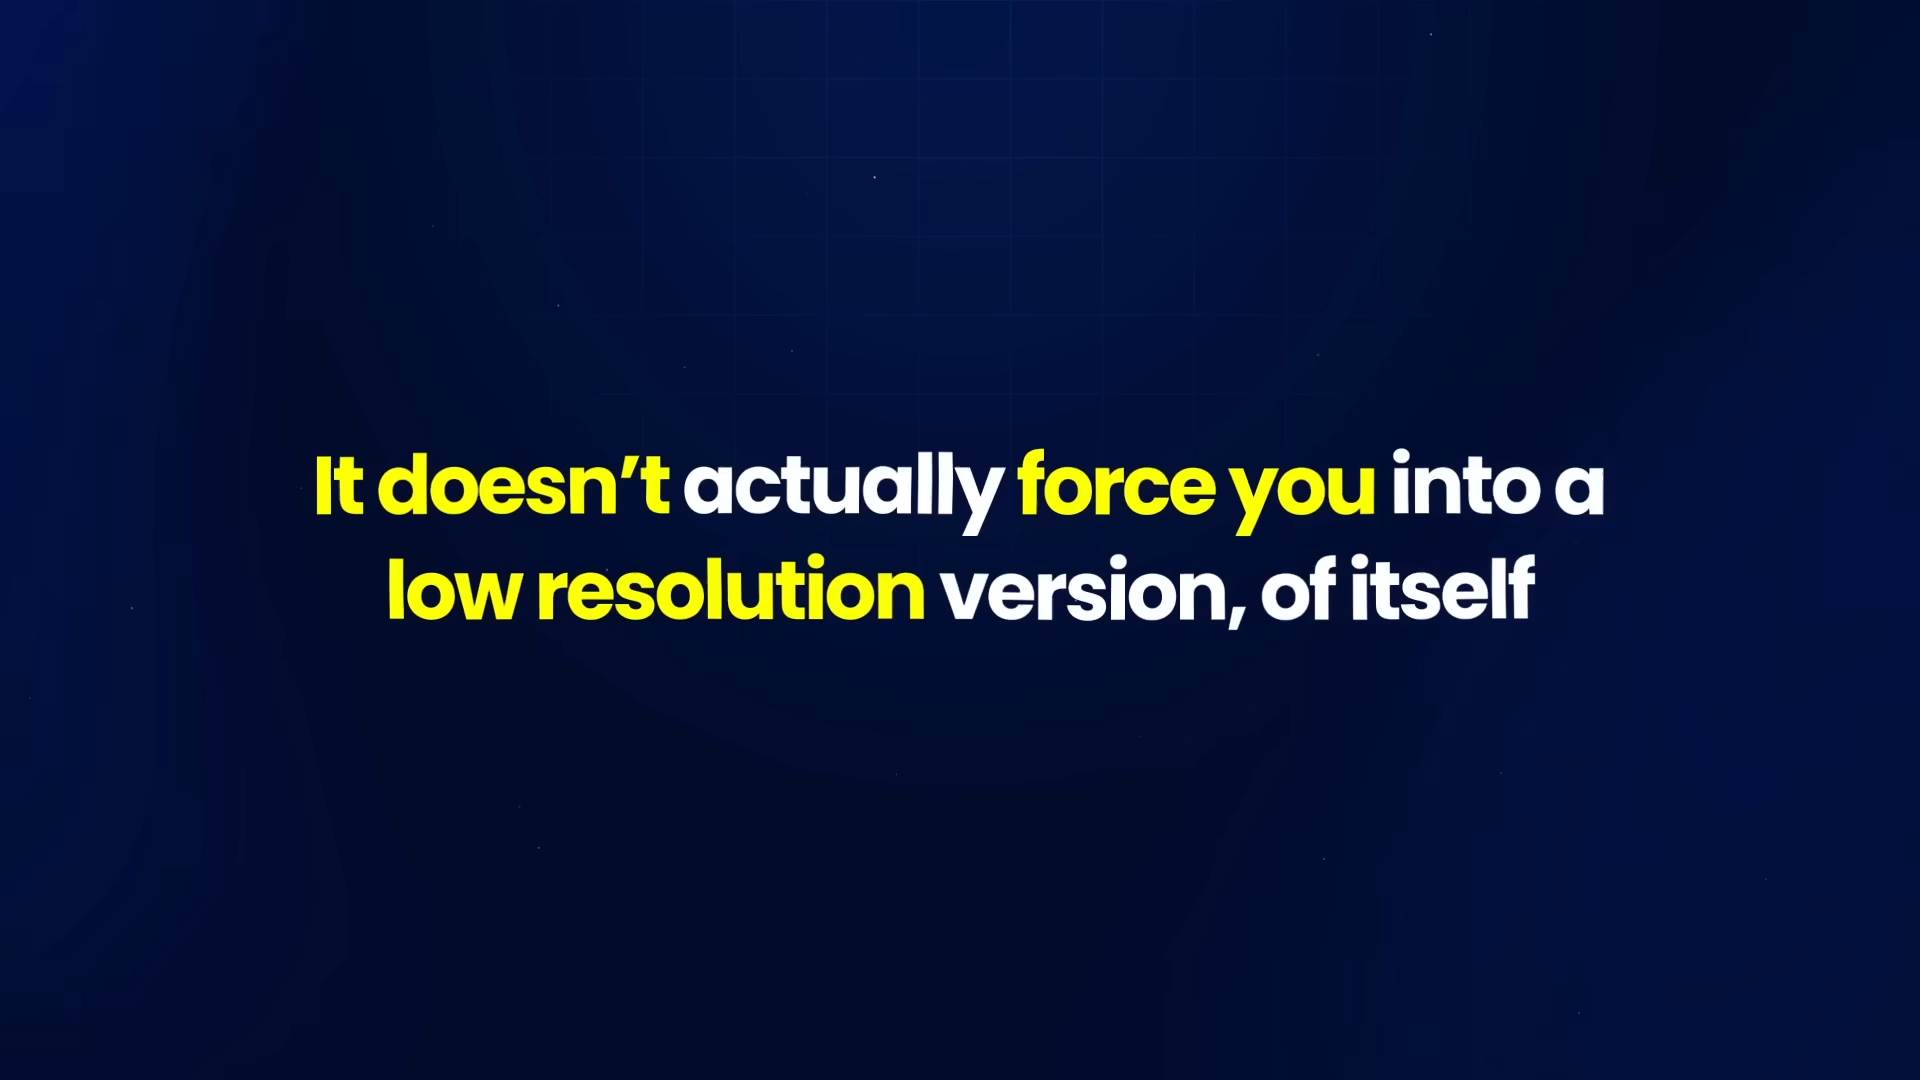 It doesn’t actually force you into a
low resolution version, of itself